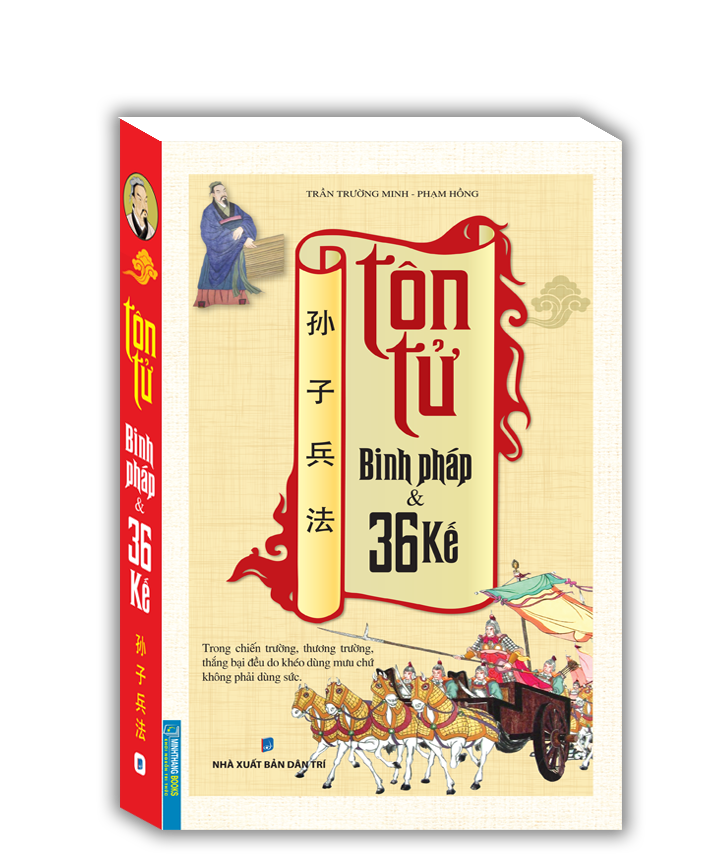 TRẦN TRƯỜNG MINH - PHẠM HỒNG
孙子兵法
tôn
tử
Binh pháp
&
36 Kế
Trong chiến trường, thương trường,
thắng bại đều do khéo dùng mưu chứ
không phải dùng sức.
NHÀ XUẤT BẢN DÂN TRÍ
tôn
tử
Binh
pháp
&
36
Kế
孙子兵法
MINHTHANG BOOKS